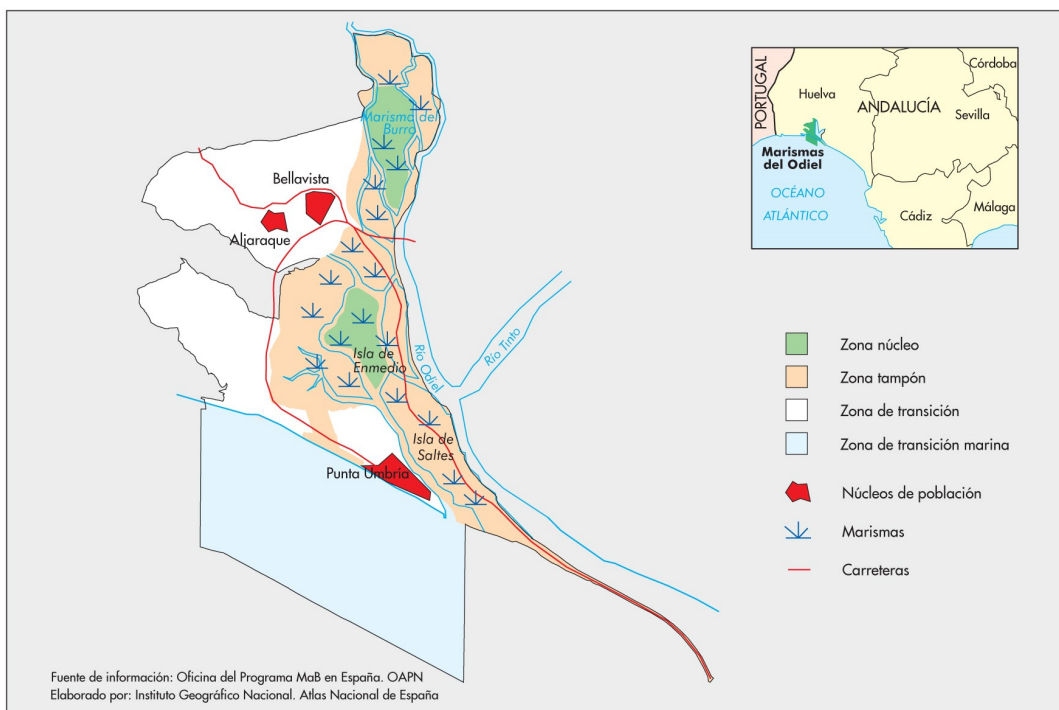 Marisma del
Burro
Bellavista
Aljaraque
Isla de
Enmedio
Río Odiel
Río Tinto
Isla de
Saltes
Punta Umbría
PORTUGAL
Huelva
Córdoba
ANDALUCÍA
Sevilla
Marismas
del Odiel
OCÉANO
ATLÁNTICO
Cádiz
Málaga
Zona núcleo
Zona tampón
Zona de transición
Zona de transición marina
Núcleos de población
Marismas
Carreteras
Fuente de información: Oficina del Programa MaB en España. OAPN
Elaborado por: Instituto Geográfico Nacional. Atlas Nacional de España